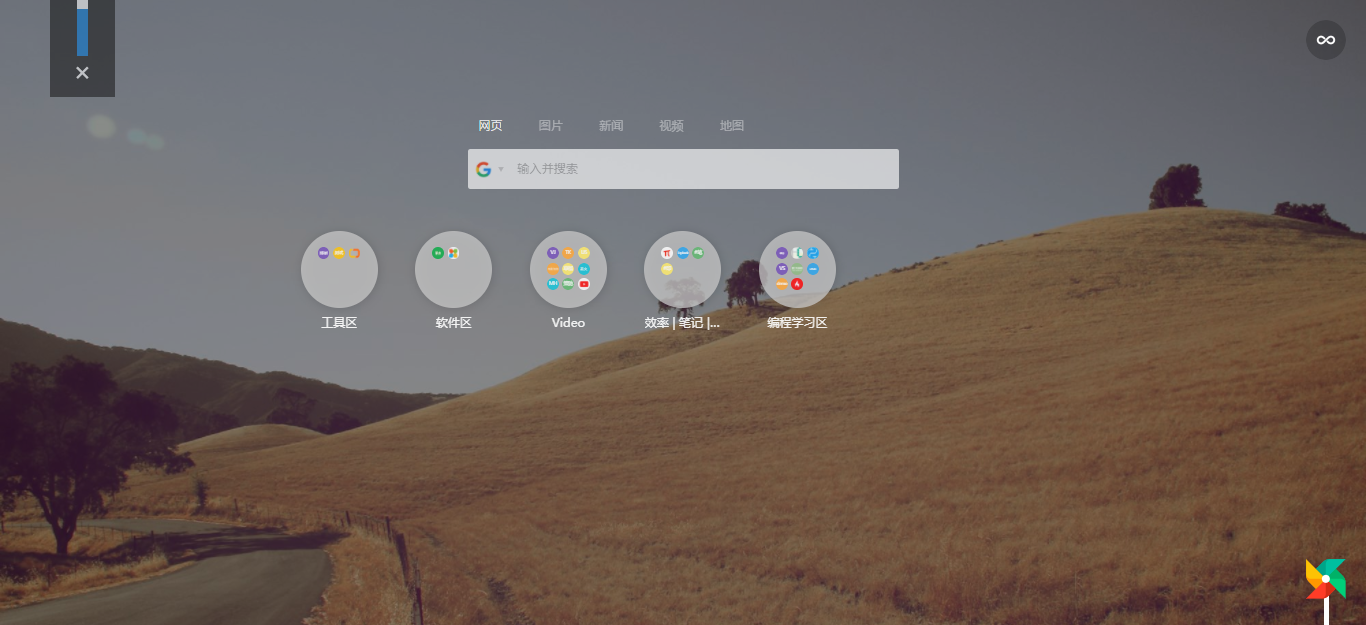 网页 图片 新闻 视频 地图
输入并搜索
工具区 软件区 Video 效率 | 笔记 |... 编程学习区